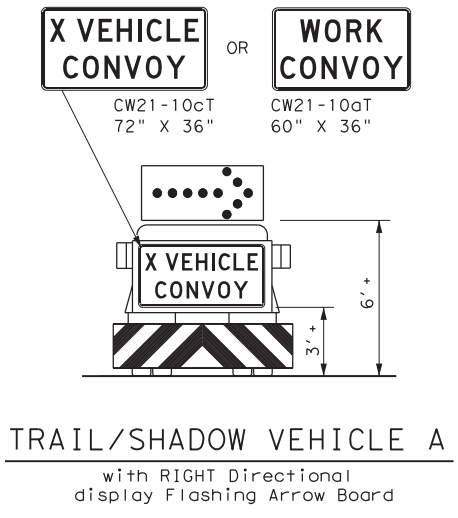 X VEHICLE
CONVOY
OR
WORK
CONVOY
CW21-10cT
72" X 36"
CW21-10aT
60" X 36"
X VEHICLE
CONVOY
3' +
6' +
TRAIL/SHADOW VEHICLE A
with RIGHT Directional
display Flashing Arrow Board